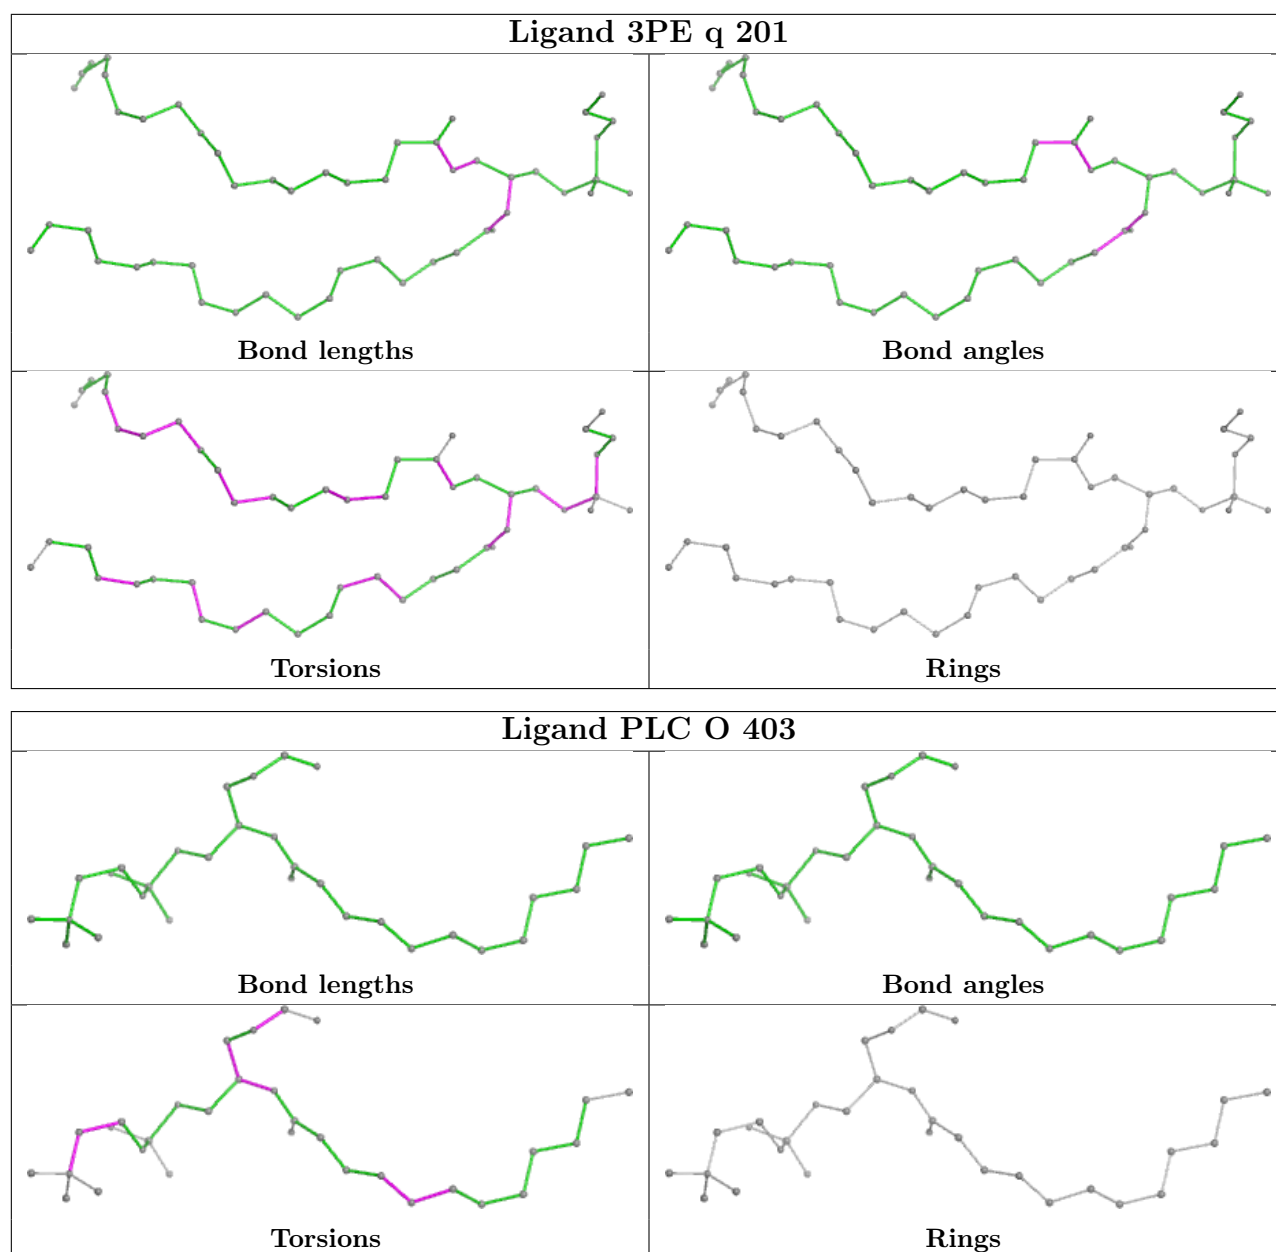 Ligand 3PE q 201
Bond lengths
Bond angles
Torsions
Rings
Ligand PLC O 403
Bond lengths
Bond angles
Torsions
Rings